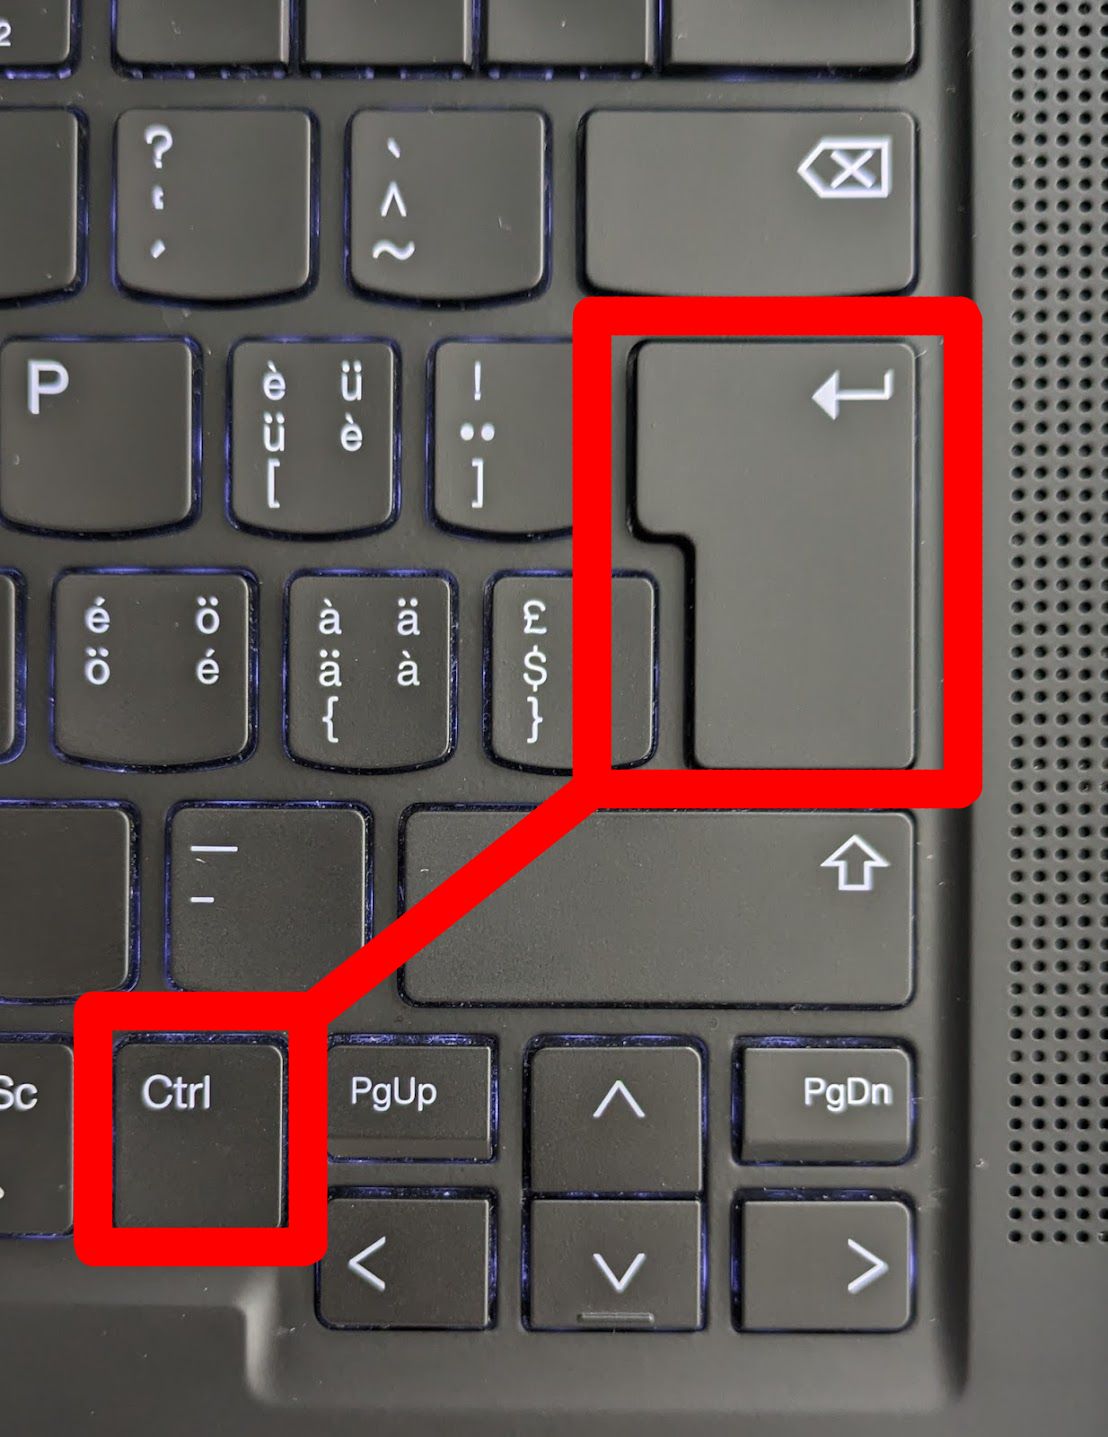 2
?
'
´
`
^
~
P
è ü
ü è
[
!
¨
]
é ö
ö é
à ä
ä à
{
£
$
}
_
-
Sc
Ctrl
PgUp
^
PgDn
<
v
>